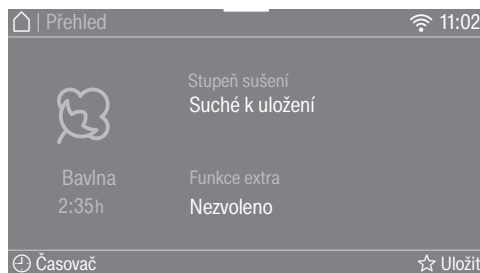 | Přehled
11:02
Stupeň sušení
Suché k uložení
Bavlna
2:35h
Funkce extra
Nezvoleno
Časovač
Uložit